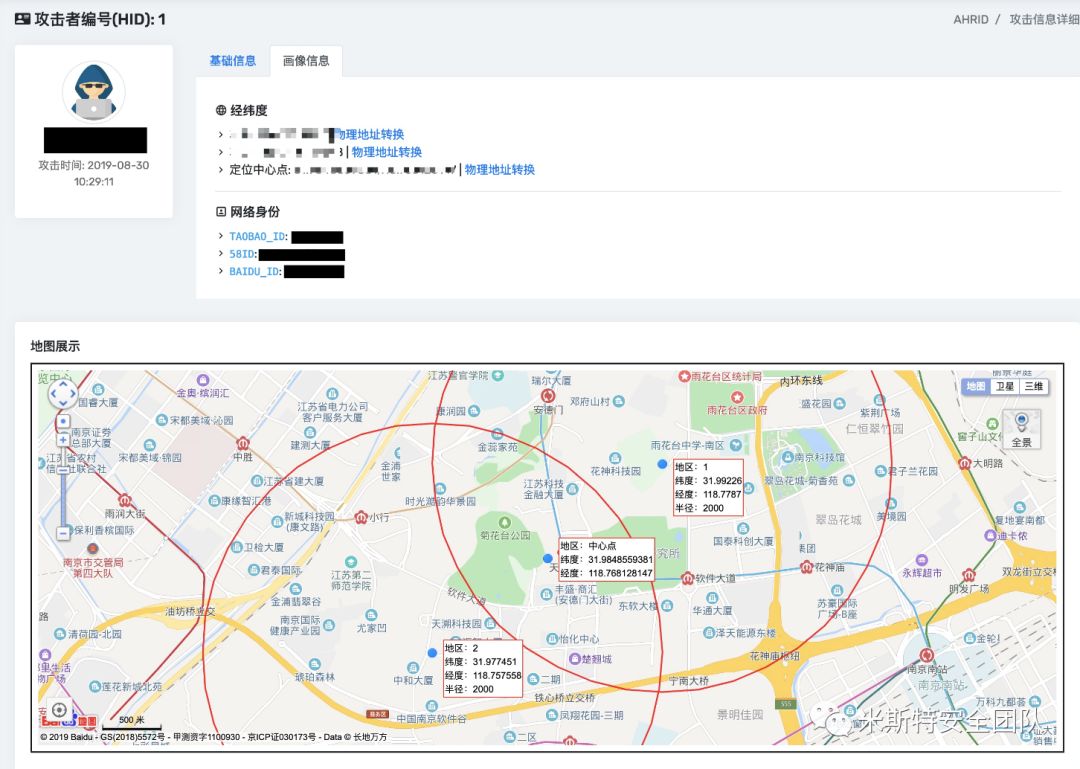 攻击者编号(HID): 1
AHRID / 攻击信息详细
攻击时间: 2019-08-30
10:29:11
基础信息
画像信息
经纬度
物理地址转换
| 物理地址转换
定位中心点:
| 物理地址转换
网络身份
TAOBAO_ID:
58ID:
BAIDU_ID:
地图展示
江苏警官学院
瑞尔大厦
雨花台区统计局
内环东线
地图
卫星
三维
国睿大厦
金奥·缤润汇
江苏省电力公司
客户服务大厦
康润园
安德门
邓府山村
雨花台区政府
盛花园
紫荆广场
全景
南京证券
总部大厦
宋都美域·沁园
建测大厦
仁恒翠竹园
宋都美域·锦园
中胜
金浦
世家
金蕊家苑
雨花台中学-南区
南京科技馆
大明路
江苏省建大厦
花神科技园
翠岛花城-菊香苑
君子兰花园
康缘智汇港
江苏科技
金融大厦
地区: 1
纬度: 31.99226
经度: 118.7787
半径: 2000
雨润大街
新城科技园
(康文路)
小行
菊花台公园
翠岛花城
美境园
复地宴南都
保利香槟国际
国泰科创大厦
迪卡侬
南京市交管局
第四大队
卫检大厦
地区: 中心点
纬度: 31.9848559381
经度: 118.768128147
究所
君泰国际
江苏第二
师范学院
软件大道
花神庙
永辉超市
双龙街立交
明发广场
金浦翡翠谷
丰盛·商汇
(安德门大街)
东软大楼
华通大厦
苏豪国际
广场-B座
油坊桥立交
软件大道
路
南京国际
健康产业园
尤家凹
天溯科技园
清荷园-北园
怡化中心
泽天能源东楼
金轮
地区: 2
纬度: 31.977451
经度: 118.757558
半径: 2000
楚翘城
花神庙枢纽
南京南站
南京南站
琥珀森林
中和大厦
二期
宁南大桥
莲花新城北苑
铁心桥立交桥
S55
服务区
中国南京软件谷
凤翔花园-三期
景明佳园
万科九都荟
500 米
二区
米斯特安全团队
© 2019 Baidu - GS(2018)5572号 - 甲测资字1100930 - 京ICP证030173号 - Data © 长地万方